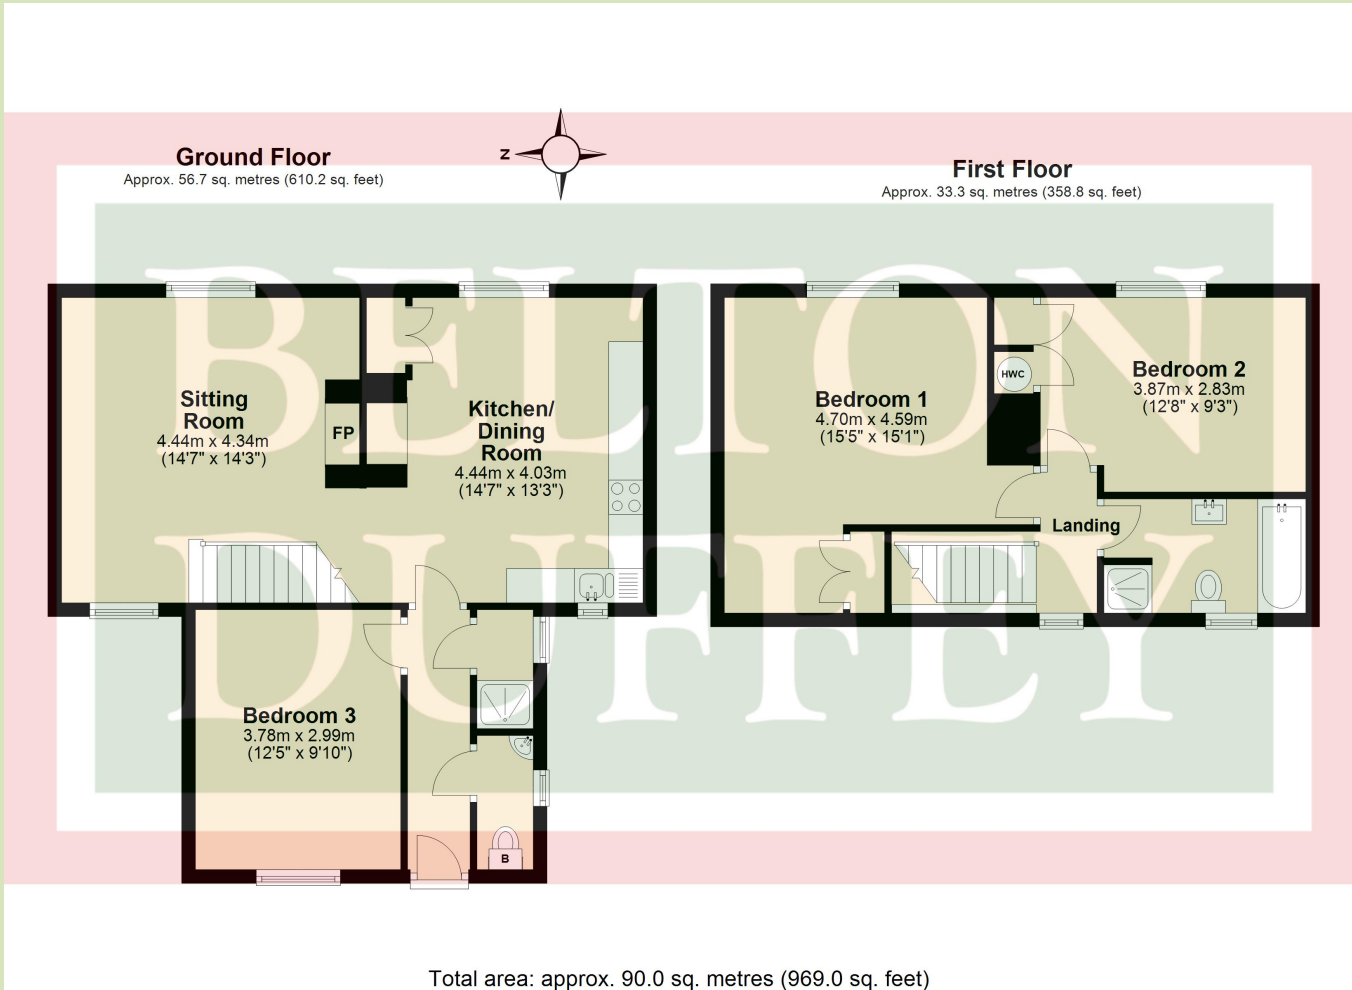 Ground Floor
Approx. 56.7 sq. metres (610.2 sq. feet)
Z
First Floor
Approx. 33.3 sq. metres (358.8 sq. feet)
BELTON
DUFFEY
Sitting
Room
4.44m x 4.34m
(14'7" x 14'3")
FP
Kitchen/
Dining
Room
4.44m x 4.03m
(14'7" x 13'3")
Bedroom 3
3.78m x 2.99m
(12'5" x 9'10")
B
Bedroom 1
4.70m x 4.59m
(15'5" x 15'1")
HWC
Bedroom 2
3.87m x 2.83m
(12'8" x 9'3")
Landing
Total area: approx. 90.0 sq. metres (969.0 sq. feet)